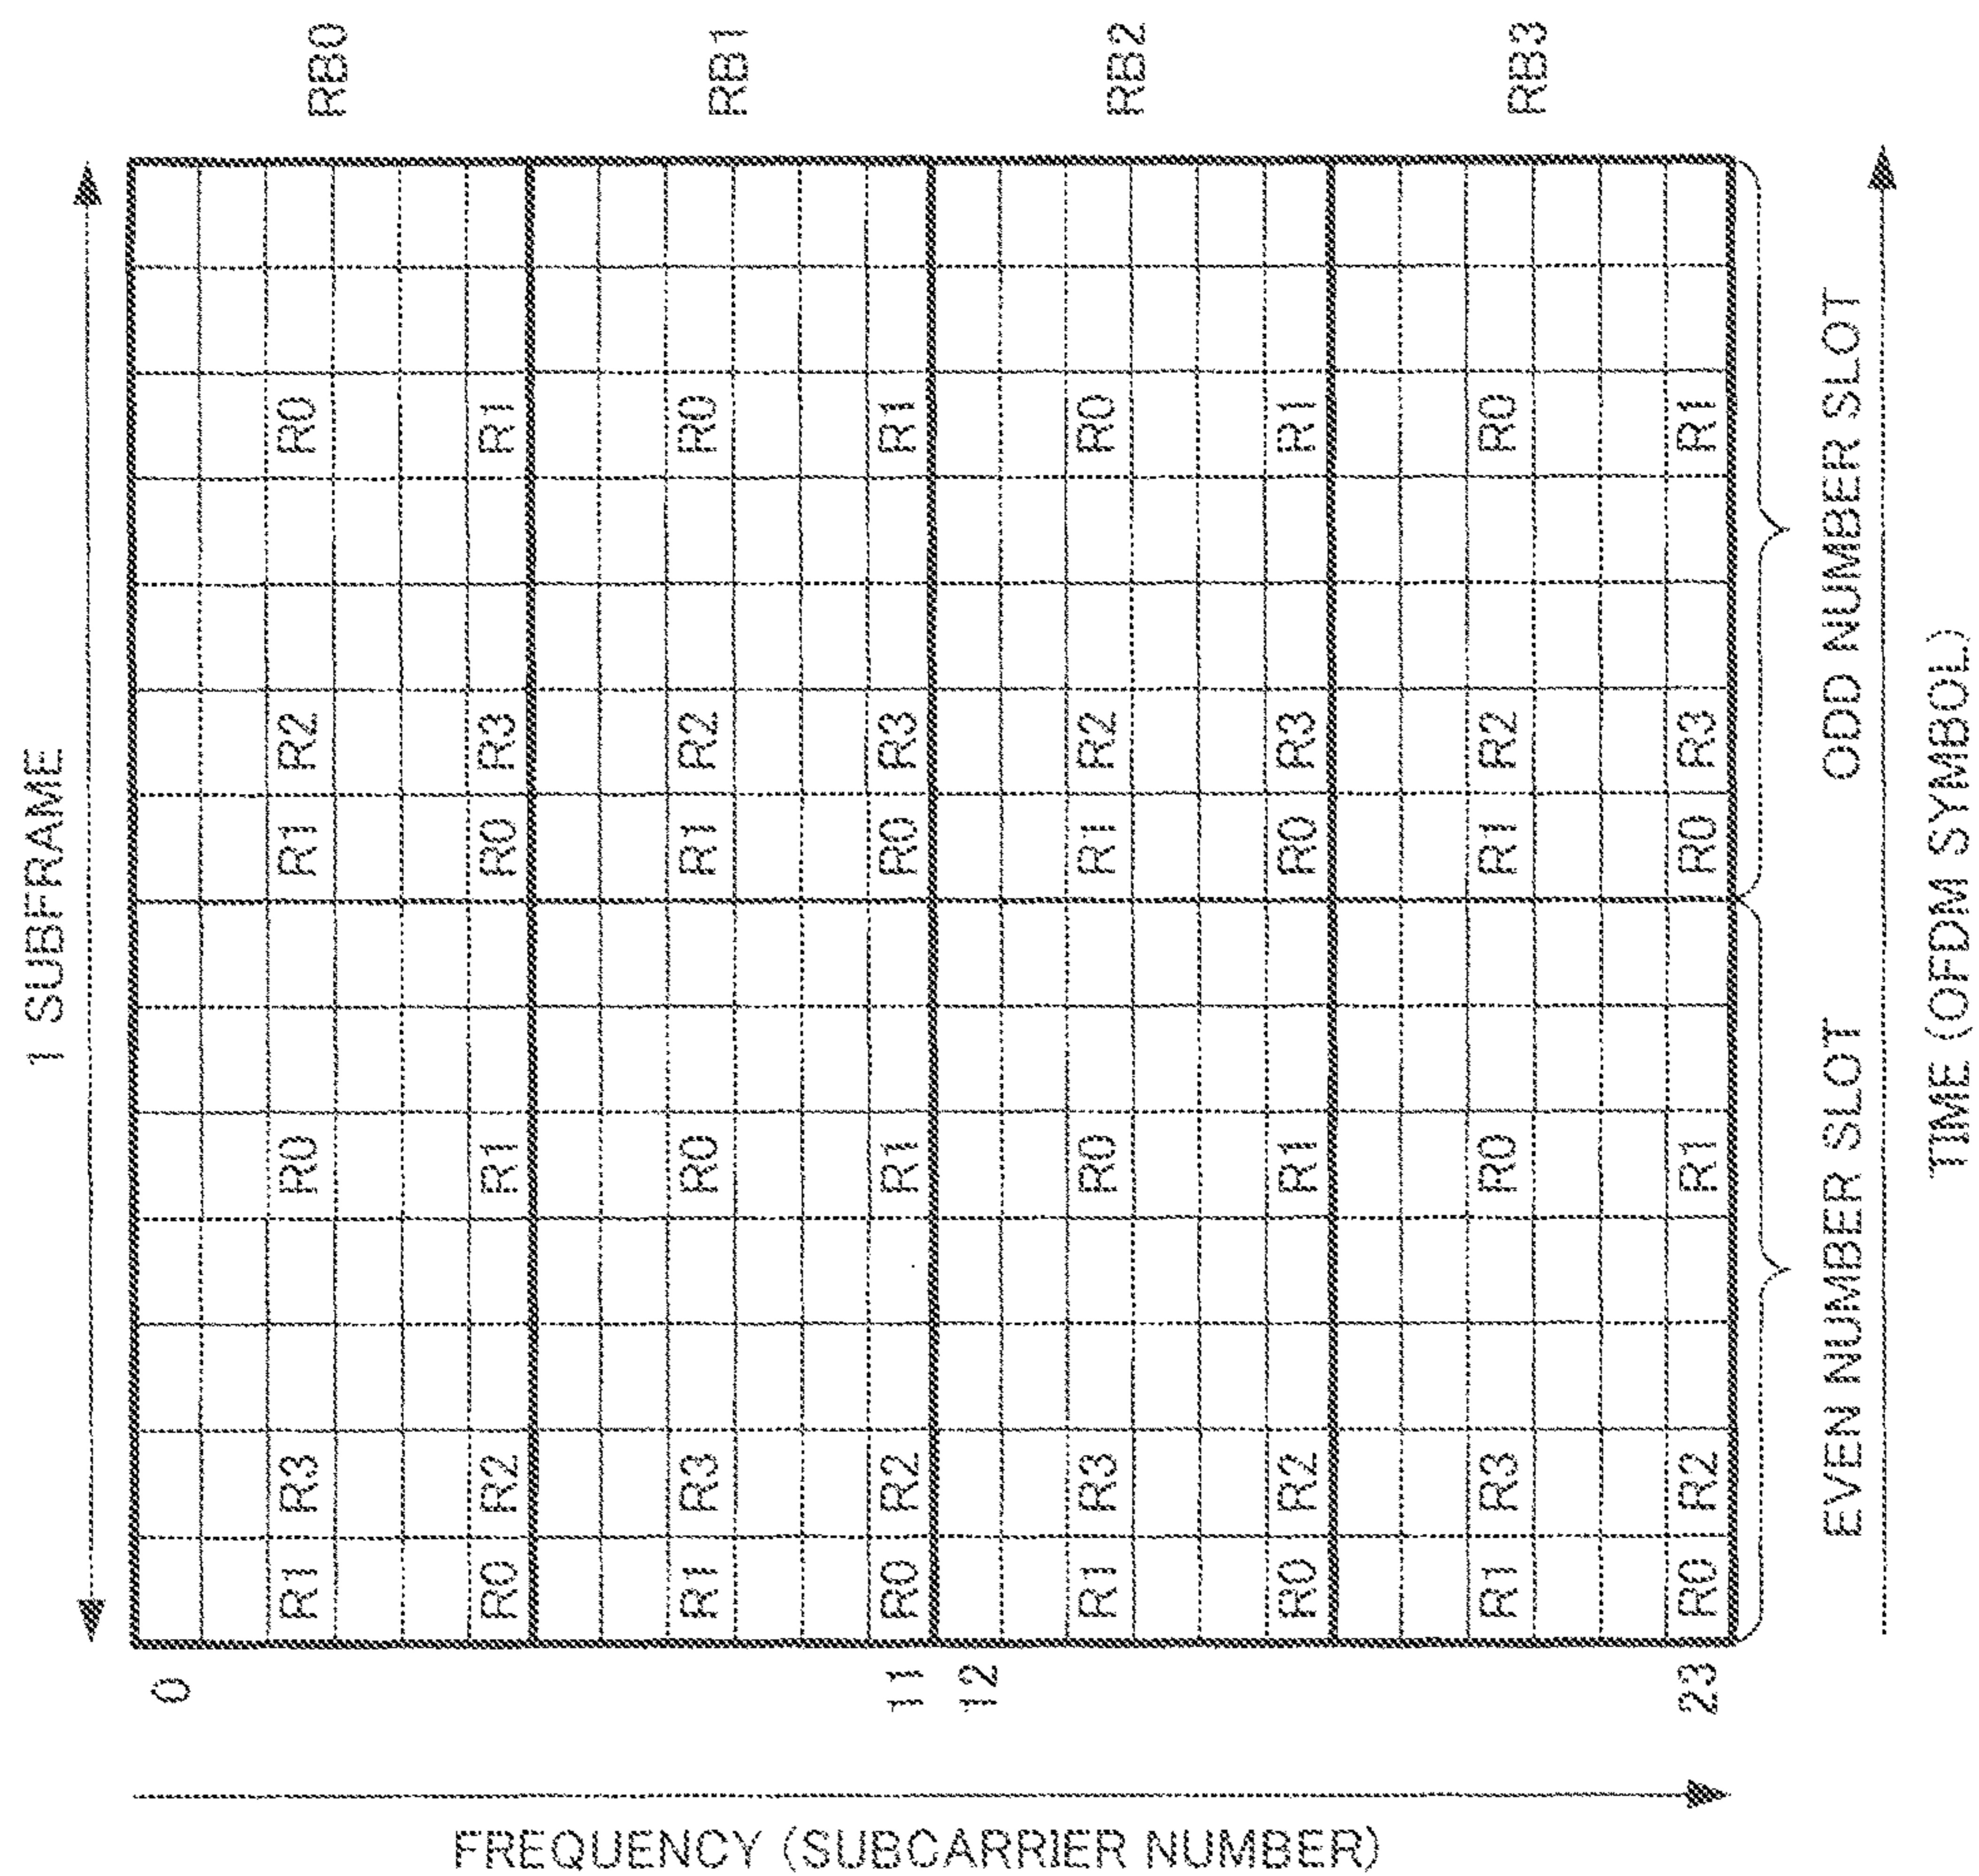 1 SUBFRAME
RB0 RB1 RB2 RB3
R0 R1 R0 R1 R0 R1 R0 R1
R2 R3 R2 R3 R2 R3 R2 R3
R1 R0 R1 R0 R1 R0 R1 R0
R0 R1 R0 R1 R0 R1 R0 R1
R3 R2 R3 R2 R3 R2 R3 R2
R1 R0 R1 R0 R1 R0 R1 R0
0 11 12 23
EVEN NUMBER SLOT
ODD NUMBER SLOT
TIME (OFDM SYMBOL)
FREQUENCY (SUBCARRIER NUMBER)